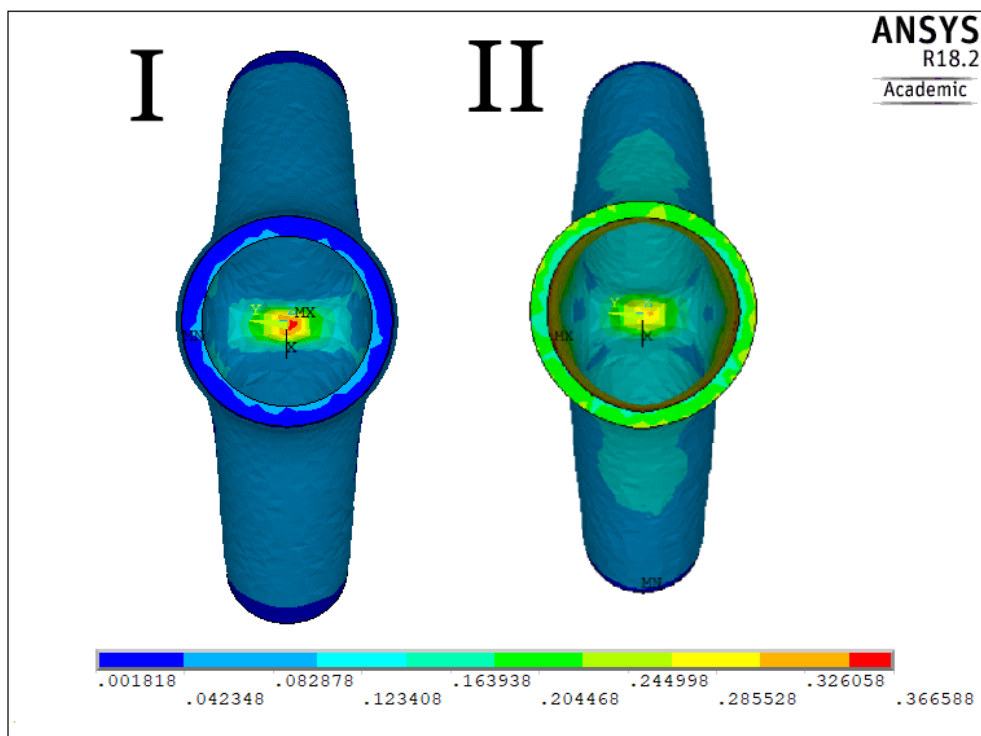 I
II
ANSYS
R18.2
Academic
Y
MX
MN
X
Y
Z
MX
X
MN
.001818
.082878
.163938
.244998
.326058
.042348
.123408
.204468
.285528
.366588